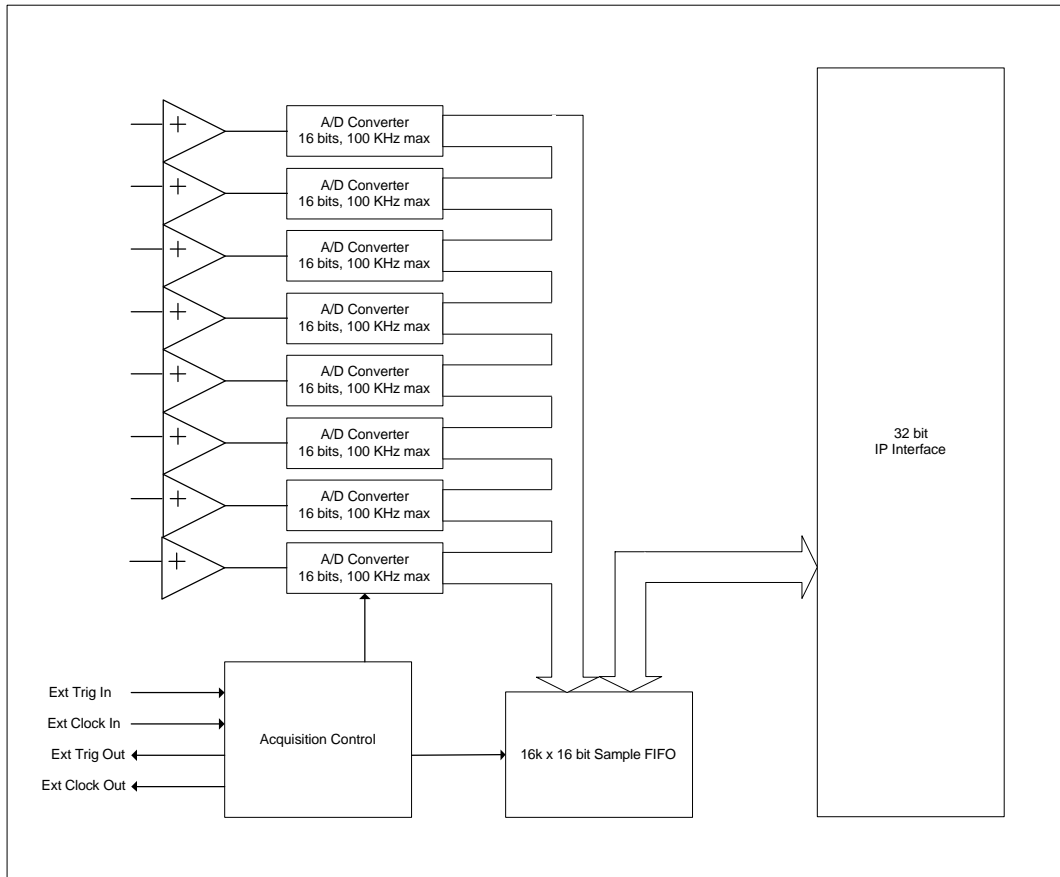 +
A/D Converter
16 bits, 100 KHz max
+
A/D Converter
16 bits, 100 KHz max
+
A/D Converter
16 bits, 100 KHz max
+
A/D Converter
16 bits, 100 KHz max
+
A/D Converter
16 bits, 100 KHz max
+
A/D Converter
16 bits, 100 KHz max
+
A/D Converter
16 bits, 100 KHz max
+
A/D Converter
16 bits, 100 KHz max
32 bit
IP Interface
Ext Trig In
Ext Clock In
Ext Trig Out
Ext Clock Out
Acquisition Control
16k x 16 bit Sample FIFO